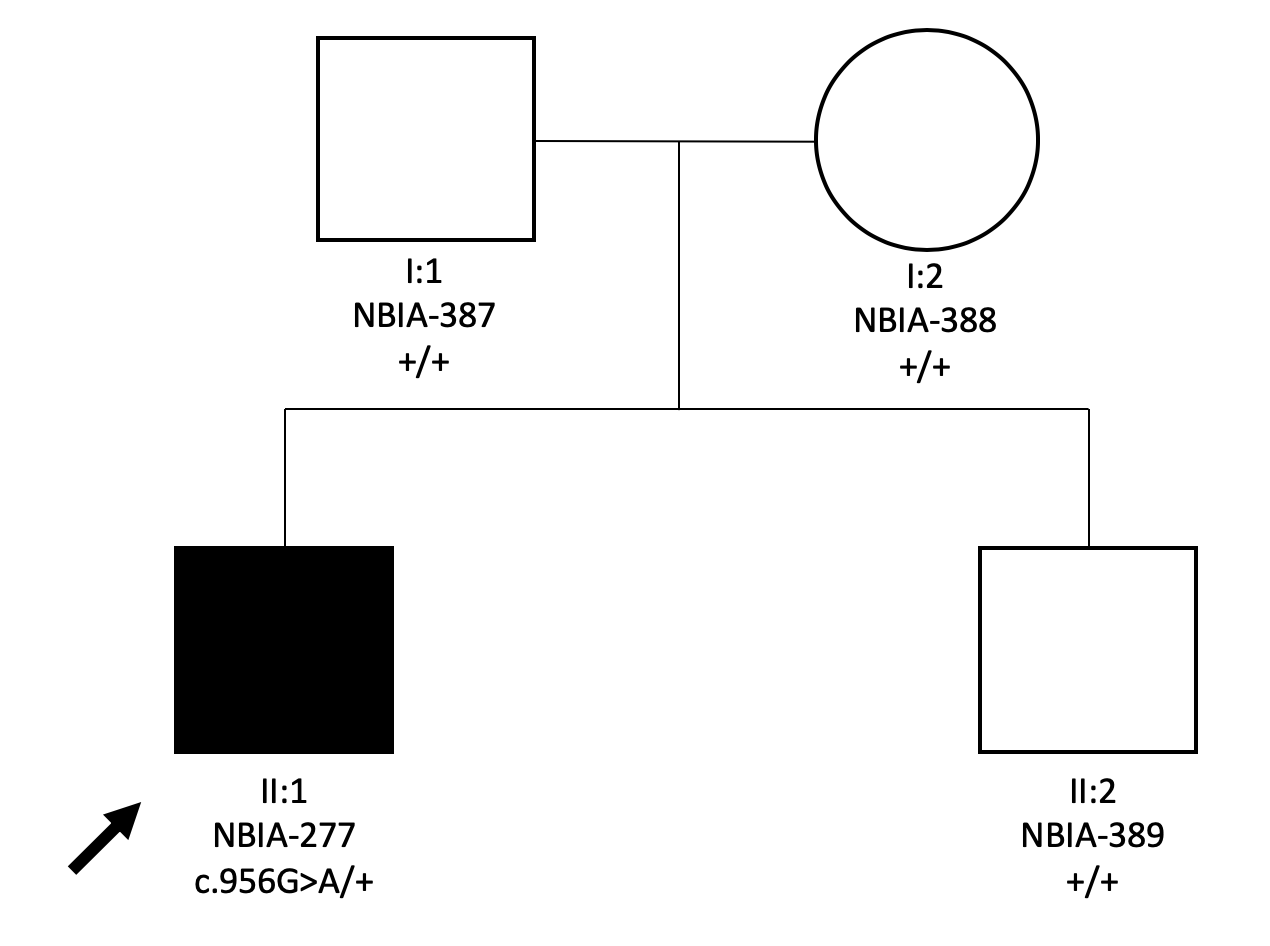 I:1
NBIA-387
+/+
I:2
NBIA-388
+/+
II:1
NBIA-277
c.956G>A/+
II:2
NBIA-389
+/+